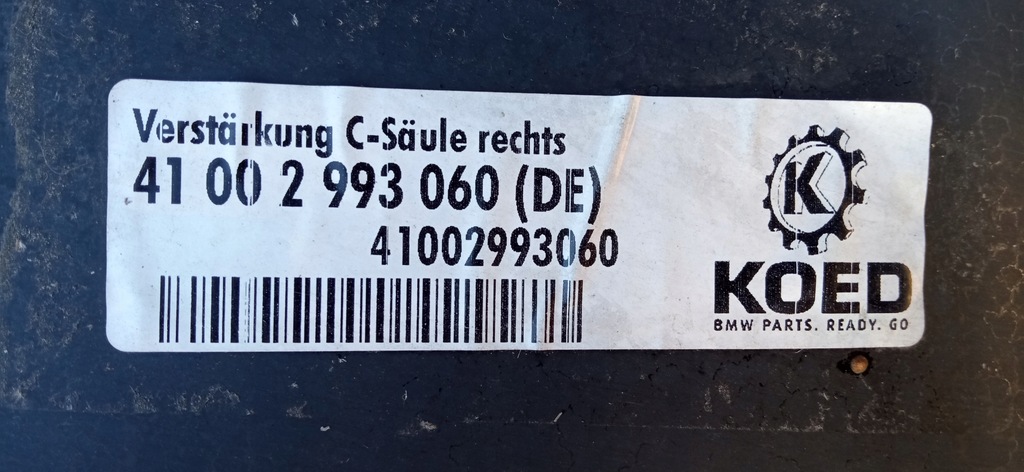 Verstärkung C-Säule rechts
41 00 2 993 060 (DE)
41002993060
K
KOED
BMW PARTS. READY. GO